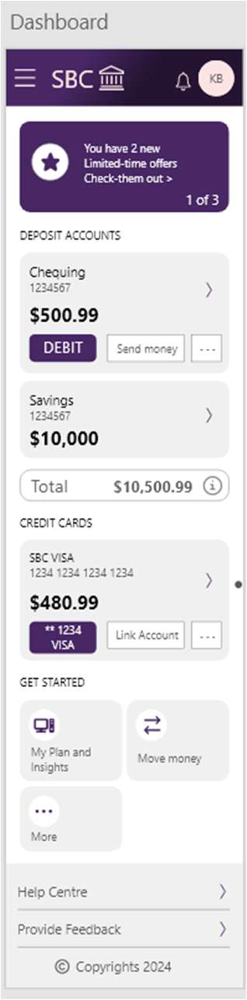 Dashboard
SBC
KB
You have 2 new
Limited-time offers
Check-them out >
1 of 3
DEPOSIT ACCOUNTS
Chequing
1234567
$500.99
DEBIT
Send money
...
Savings
1234567
$10,000
Total $10,500.99
CREDIT CARDS
SBC VISA
1234 1234 1234 1234
$480.99
** 1234
VISA
Link Account
...
GET STARTED
My Plan and
Insights
Move money
More
Help Centre
Provide Feedback
© Copyrights 2024